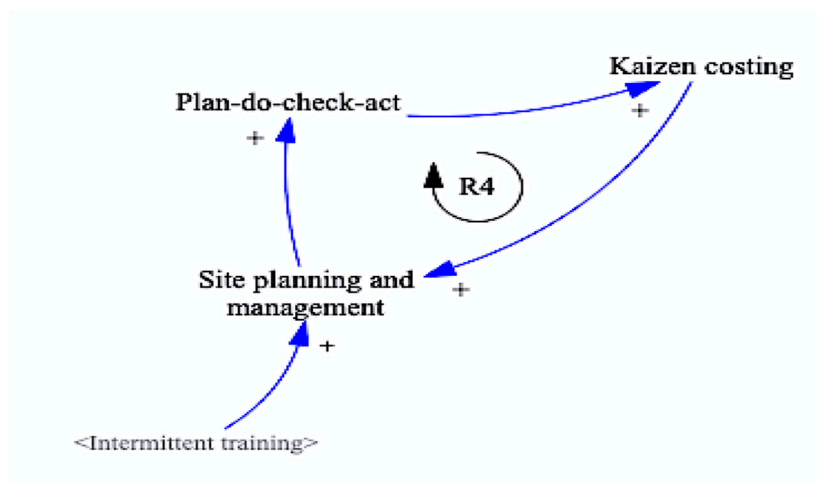 Kaizen costing
Plan-do-check-act
+
+
R4
Site planning and
management
+
+
<Intermittent training>